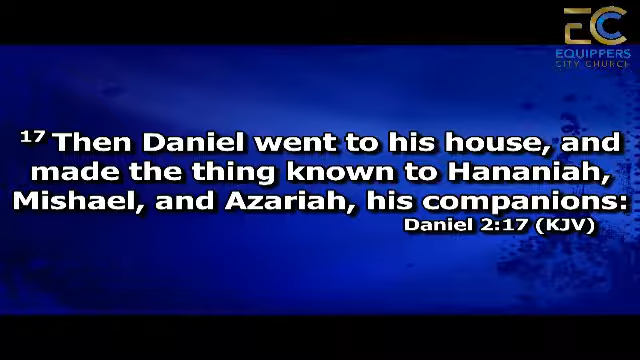 EC
EQUIPPERS
CITY CHURCH
17 Then Daniel went to his house, and
made the thing known to Hananiah,
Mishael, and Azariah, his companions:
Daniel 2:17 (KJV)